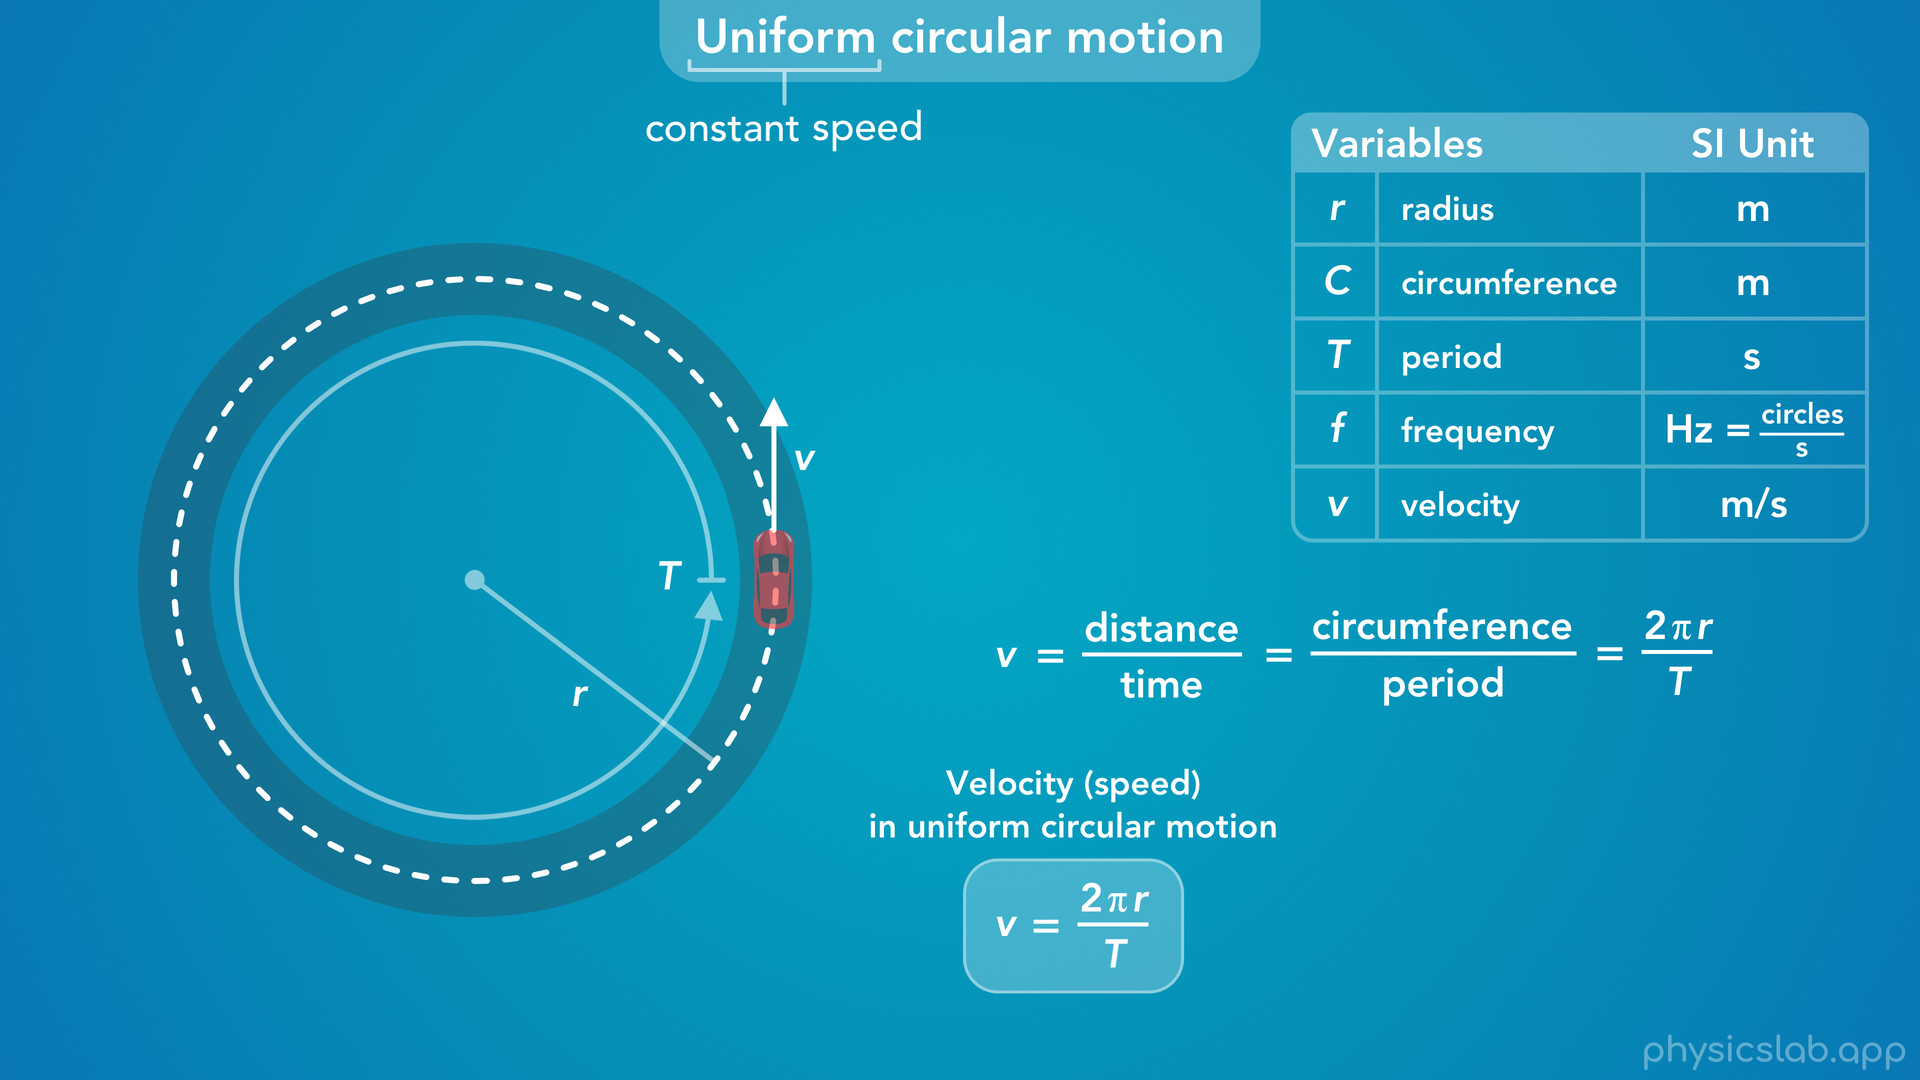 Uniform circular motion
constant speed
Variables SI Unit
r radius m
C circumference m
T period s
f frequency Hz = circles/s
v velocity m/s
v
T
r
v = distance/time = circumference/period = 2πr/T
Velocity (speed)
in uniform circular motion
v = 2πr/T
physicslab.app